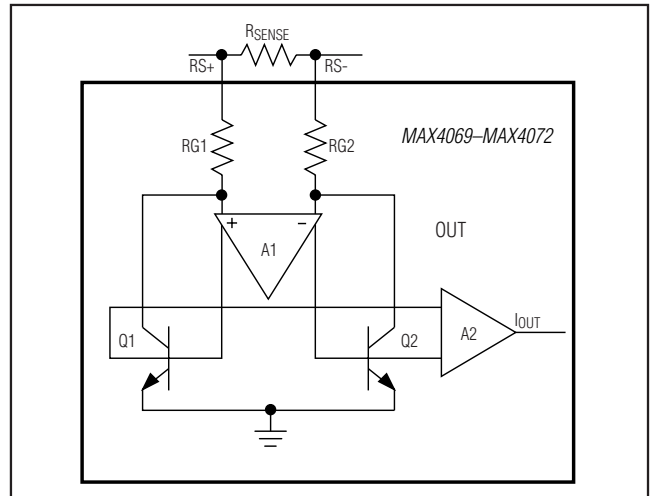 RSENSE
RS+
RS-
RG1
RG2
MAX4069–MAX4072
+
−
A1
OUT
Q1
Q2
A2
IOUT